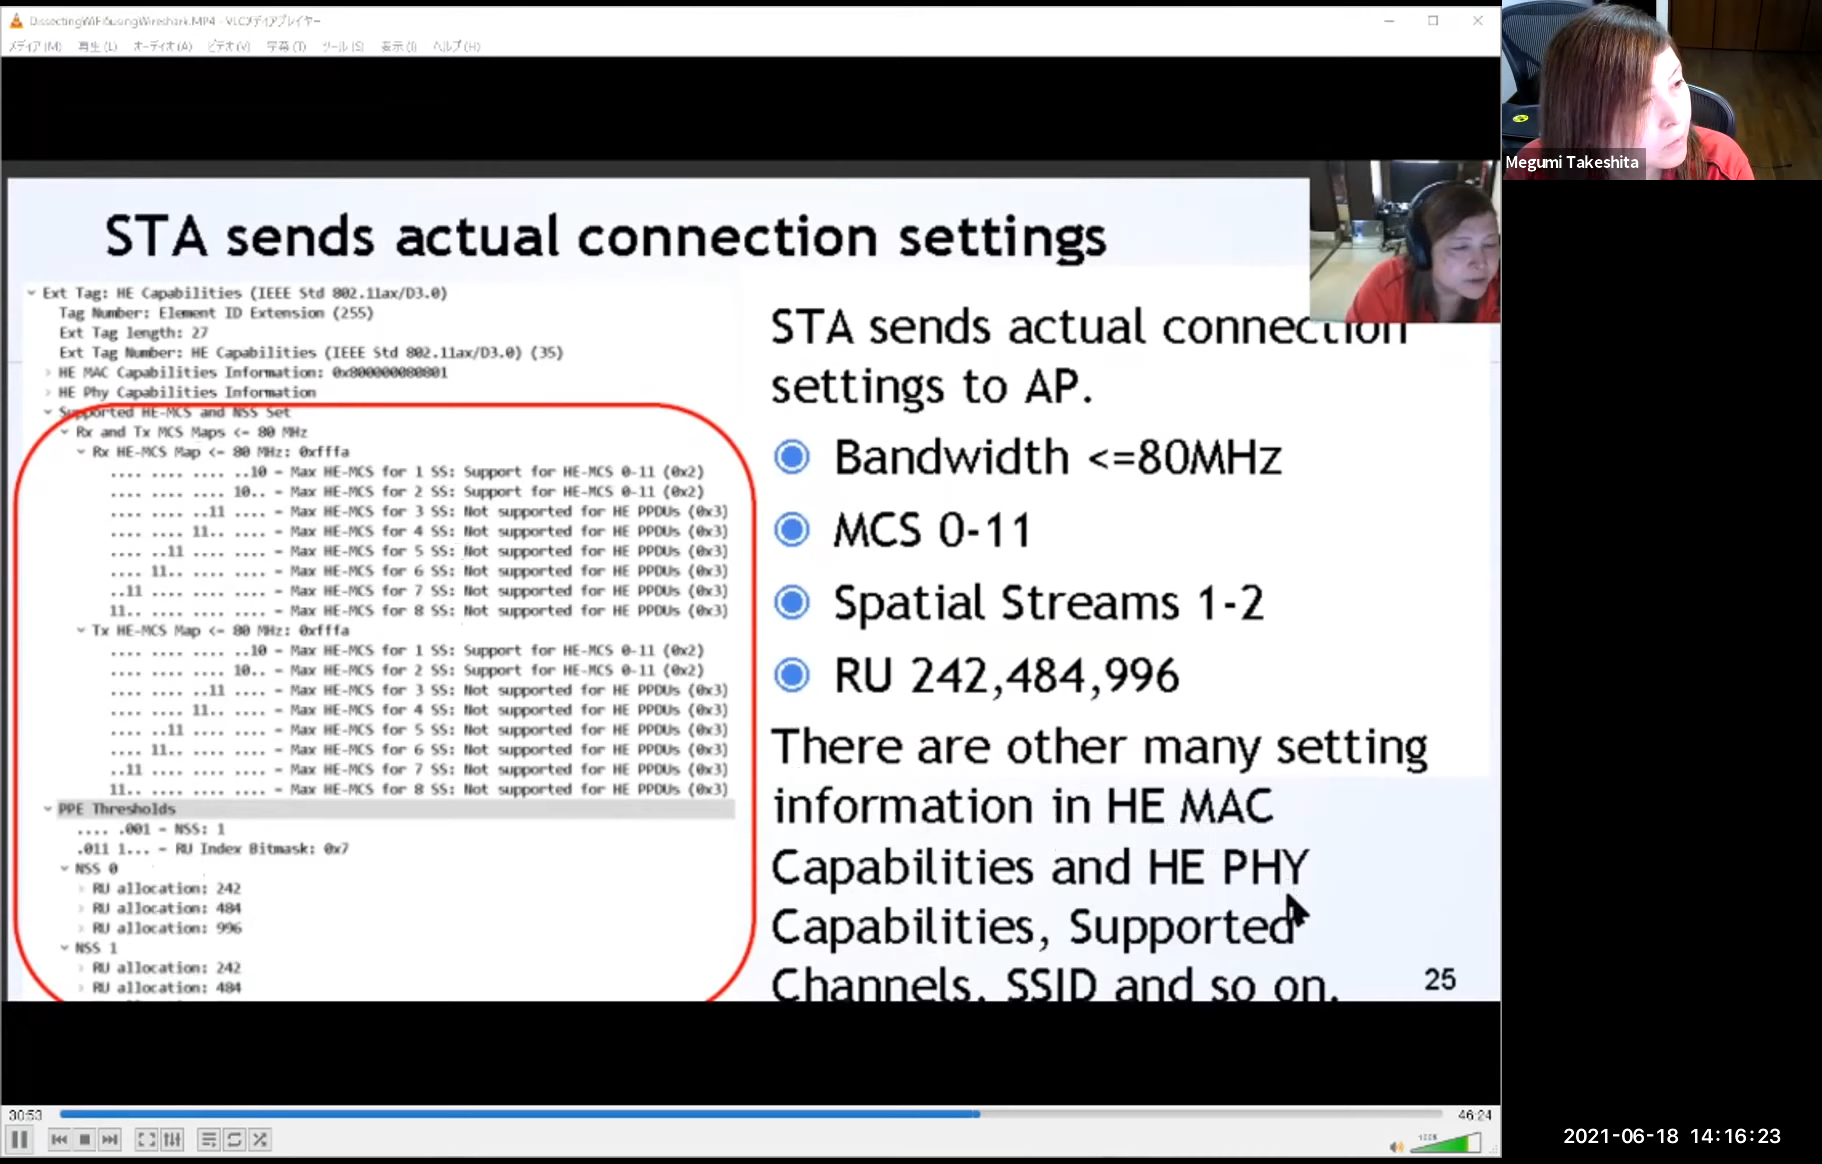 DissectingWiFi6usingWireshark.MP4 - VLCメディアプレイヤー
メディア(M) 再生(L) オーディオ(A) ビデオ(V) 字幕(T) ツール(S) 表示(I) ヘルプ(H)
Megumi Takeshita
STA sends actual connection settings
Ext Tag: HE Capabilities (IEEE Std 802.11ax/D3.0)
Tag Number: Element ID Extension (255)
Ext Tag length: 27
Ext Tag Number: HE Capabilities (IEEE Std 802.11ax/D3.0) (35)
HE MAC Capabilities Information: 0x800000080801
HE Phy Capabilities Information
Supported HE-MCS and NSS Set
Rx and Tx MCS Maps <= 80 MHz
Rx HE-MCS Map <= 80 MHz: 0xfffa
.... .... .... ..10 = Max HE-MCS for 1 SS: Support for HE-MCS 0-11 (0x2)
.... .... .... 10.. = Max HE-MCS for 2 SS: Support for HE-MCS 0-11 (0x2)
.... .... ..11 .... = Max HE-MCS for 3 SS: Not supported for HE PPDUs (0x3)
.... .... 11.. .... = Max HE-MCS for 4 SS: Not supported for HE PPDUs (0x3)
.... ..11 .... .... = Max HE-MCS for 5 SS: Not supported for HE PPDUs (0x3)
.... 11.. .... .... = Max HE-MCS for 6 SS: Not supported for HE PPDUs (0x3)
..11 .... .... .... = Max HE-MCS for 7 SS: Not supported for HE PPDUs (0x3)
11.. .... .... .... = Max HE-MCS for 8 SS: Not supported for HE PPDUs (0x3)
Tx HE-MCS Map <= 80 MHz: 0xfffa
.... .... .... ..10 = Max HE-MCS for 1 SS: Support for HE-MCS 0-11 (0x2)
.... .... .... 10.. = Max HE-MCS for 2 SS: Support for HE-MCS 0-11 (0x2)
.... .... ..11 .... = Max HE-MCS for 3 SS: Not supported for HE PPDUs (0x3)
.... .... 11.. .... = Max HE-MCS for 4 SS: Not supported for HE PPDUs (0x3)
.... ..11 .... .... = Max HE-MCS for 5 SS: Not supported for HE PPDUs (0x3)
.... 11.. .... .... = Max HE-MCS for 6 SS: Not supported for HE PPDUs (0x3)
..11 .... .... .... = Max HE-MCS for 7 SS: Not supported for HE PPDUs (0x3)
11.. .... .... .... = Max HE-MCS for 8 SS: Not supported for HE PPDUs (0x3)
PPE Thresholds
.... .001 = NSS: 1
.011 1... = RU Index Bitmask: 0x7
NSS 0
RU allocation: 242
RU allocation: 484
RU allocation: 996
NSS 1
RU allocation: 242
RU allocation: 484
STA sends actual connection
settings to AP.
Bandwidth <=80MHz
MCS 0-11
Spatial Streams 1-2
RU 242,484,996
There are other many setting
information in HE MAC
Capabilities and HE PHY
Capabilities, Supported
Channels, SSID and so on.
25
30:53
46:24
100%
2021-06-18 14:16:23